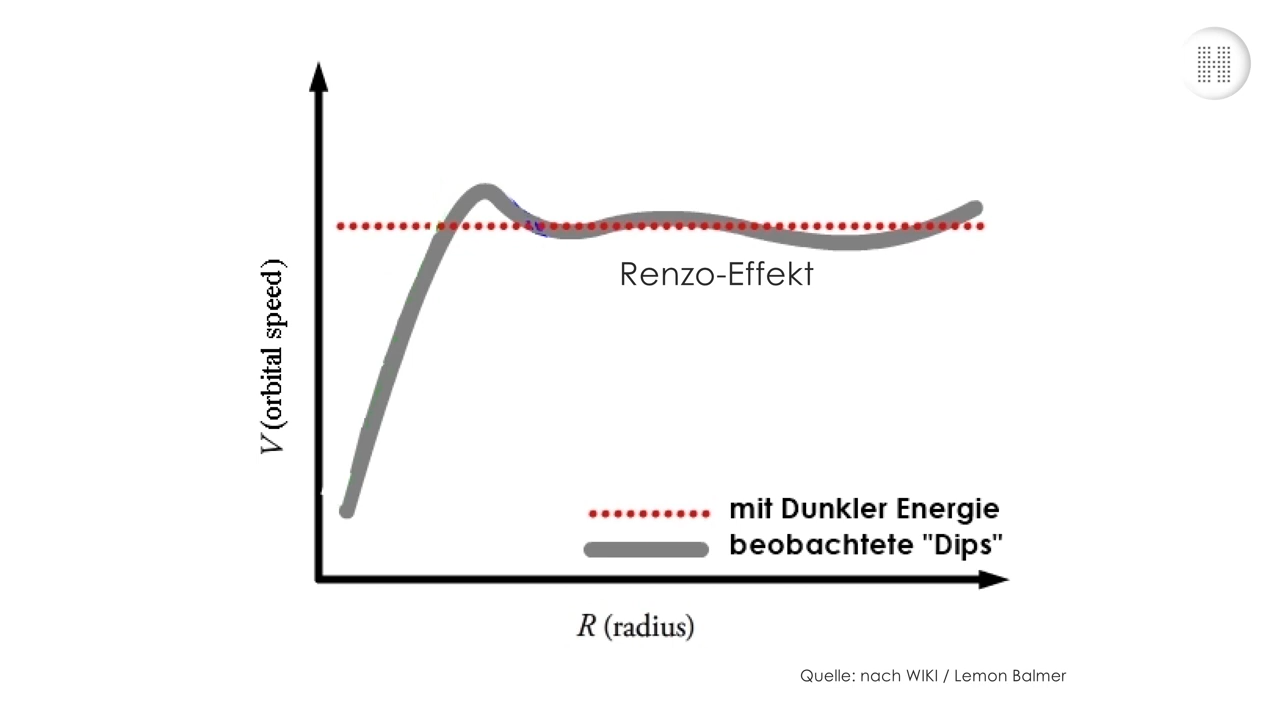 H
V (orbital speed)
Renzo-Effekt
mit Dunkler Energie
beobachtete "Dips"
R (radius)
Quelle: nach WIKI / Lemon Balmer